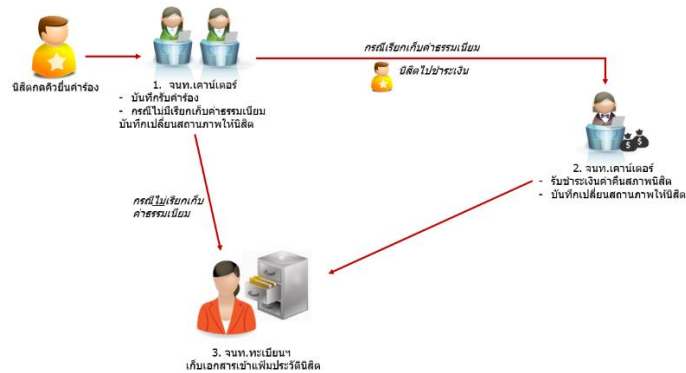 นิสิตกดคิวยื่นคำร้อง
1. จนท.เคาน์เตอร์
- บันทึกรับคำร้อง
- กรณีไม่มีเรียกเก็บค่าธรรมเนียม
บันทึกเปลี่ยนสถานภาพให้นิสิต
กรณีเรียกเก็บค่าธรรมเนียม
นิสิตไปชำระเงิน
2. จนท.เคาน์เตอร์
- รับชำระเงินค่าคืนสภาพนิสิต
- บันทึกเปลี่ยนสถานภาพให้นิสิต
กรณีไม่เรียกเก็บ
ค่าธรรมเนียม
3. จนท.ทะเบียนฯ
เก็บเอกสารเข้าแฟ้มประวัตินิสิต